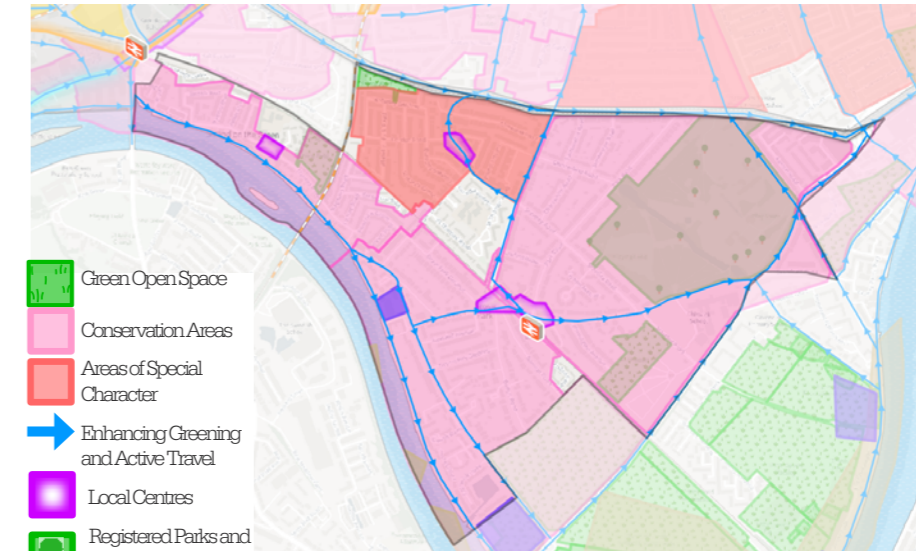 Green Open Space
Conservation Areas
Areas of Special
Character
Enhancing Greening
and Active Travel
Local Centres
Registered Parks and